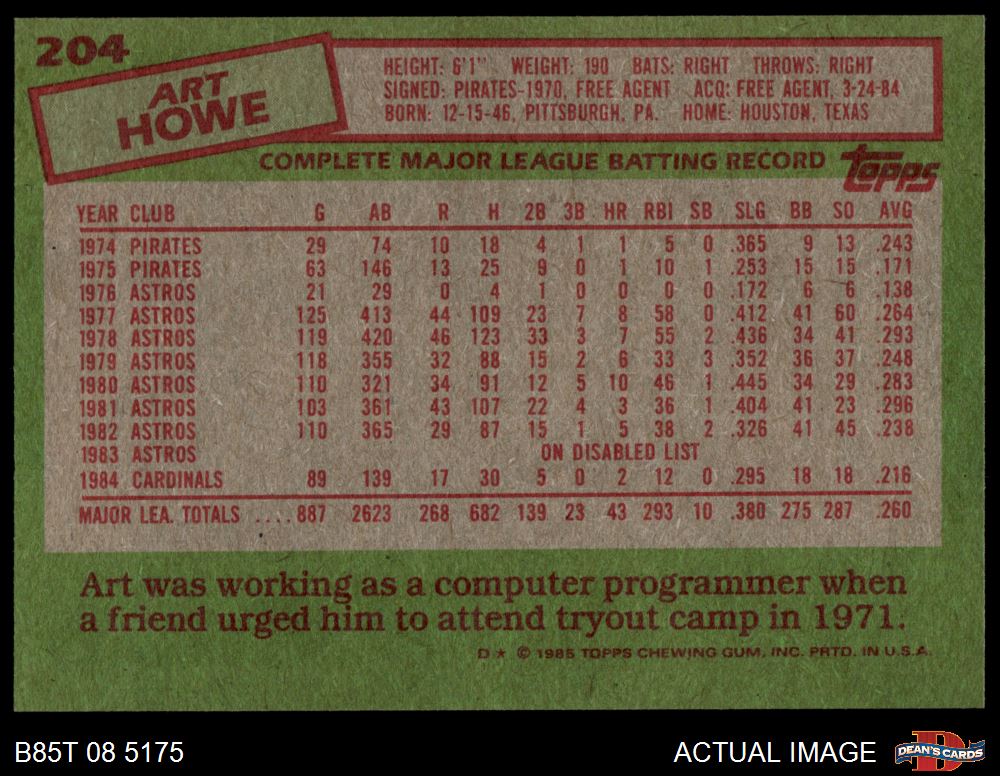 204
ART
HOWE
HEIGHT: 6'1" WEIGHT: 190 BATS: RIGHT THROWS: RIGHT
SIGNED: PIRATES-1970, FREE AGENT ACQ: FREE AGENT, 3-24-84
BORN: 12-15-46, PITTSBURGH, PA. HOME: HOUSTON, TEXAS
COMPLETE MAJOR LEAGUE BATTING RECORD
topps
YEAR CLUB G AB R H 2B 3B HR RBI SB SLG BB SO AVG
1974 PIRATES 29 74 10 18 4 1 1 5 0 .365 9 13 .243
1975 PIRATES 63 146 13 25 9 0 1 10 1 .253 15 15 .171
1976 ASTROS 21 29 0 4 1 0 0 0 0 .172 6 6 .138
1977 ASTROS 125 413 44 109 23 7 8 58 0 .412 41 60 .264
1978 ASTROS 119 420 46 123 33 3 7 55 2 .436 34 41 .293
1979 ASTROS 118 355 32 88 15 2 6 33 3 .352 36 37 .248
1980 ASTROS 110 321 34 91 12 5 10 46 1 .445 34 29 .283
1981 ASTROS 103 361 43 107 22 4 3 36 1 .404 41 23 .296
1982 ASTROS 110 365 29 87 15 1 5 38 2 .326 41 45 .238
1983 ASTROS ON DISABLED LIST
1984 CARDINALS 89 139 17 30 5 0 2 12 0 .295 18 18 .216
MAJOR LEA. TOTALS ....887 2623 268 682 139 23 43 293 10 .380 275 287 .260
Art was working as a computer programmer when
a friend urged him to attend tryout camp in 1971.
D ★ © 1985 TOPPS CHEWING GUM, INC. PRTD. IN U.S.A.
B85T 08 5175 ACTUAL IMAGE
D
DEAN'S CARDS